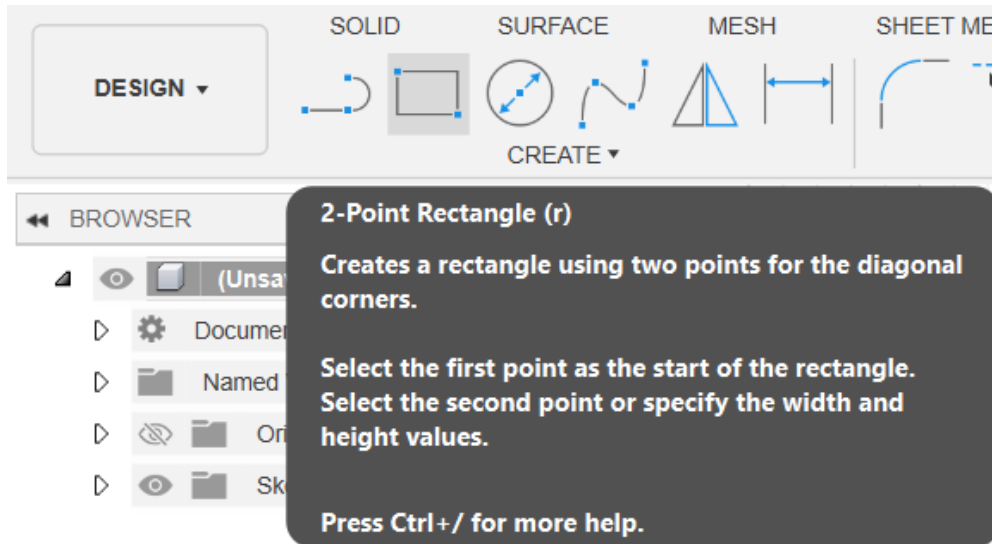 SOLID SURFACE MESH SHEET ME
DESIGN
CREATE
BROWSER
2-Point Rectangle (r)
Creates a rectangle using two points for the diagonal
corners.
(Unsa
Documen
Select the first point as the start of the rectangle.
Named
Select the second point or specify the width and
height values.
Ori
Ske
Press Ctrl+/ for more help.